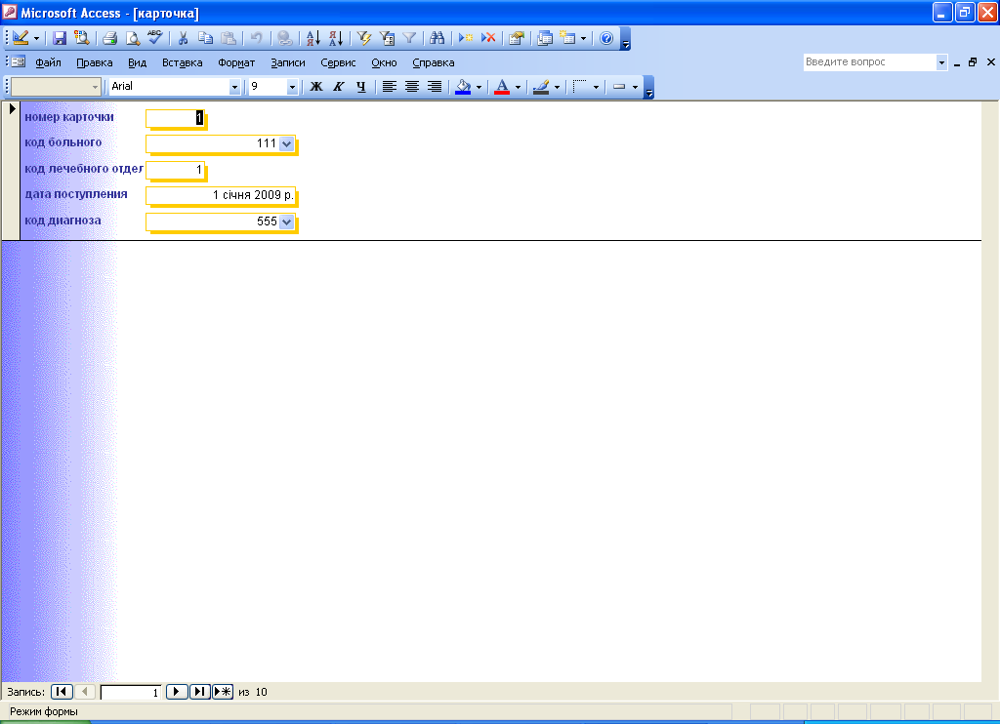 Microsoft Access - [карточка]
Файл Правка Вид Вставка Формат Записи Сервис Окно Справка
Введите вопрос
Arial 9 Ж К Ч
номер карточки 1
код больного 111
код лечебного отдел 1
дата поступления 1 січня 2009 р.
код диагноза 555
Запись: 1 из 10
Режим формы